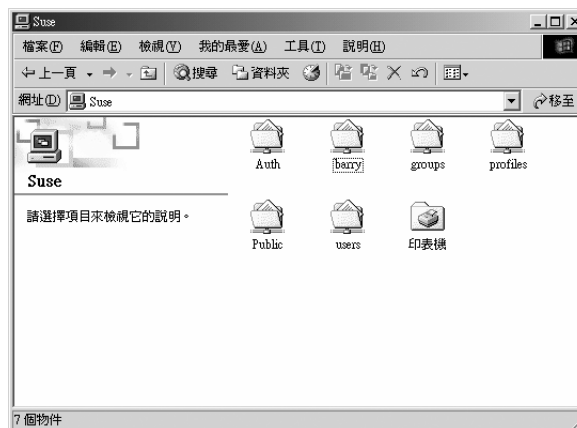 Suse
檔案(F) 編輯(E) 檢視(V) 我的最愛(A) 工具(T) 說明(H)
上一頁 搜尋 資料夾
網址(D) Suse 移至
Suse
請選擇項目來檢視它的說明。
Auth barry groups profiles
Public users 印表機
7 個物件